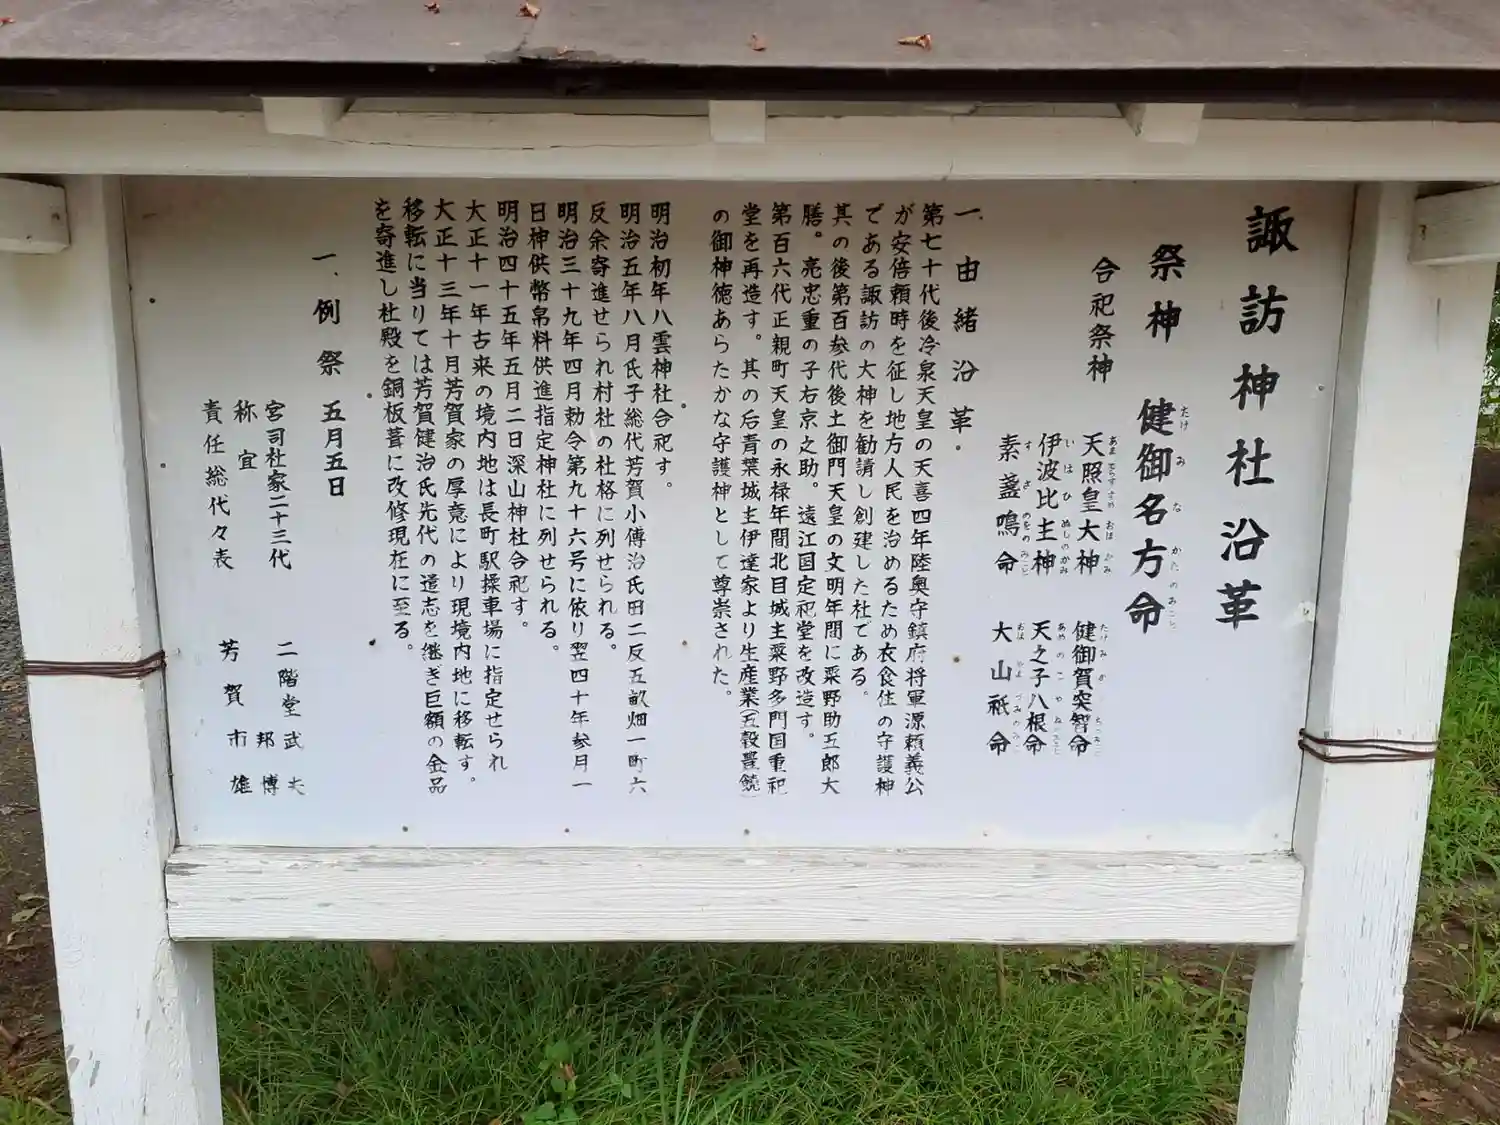 諏訪神社沿革
祭神 健御名方命
合祀祭神
天照皇大神 健御賀突智命
伊波比主神 天之子八根命
素盞鳴命 大山祇命
一、由緒沿革
第七十代後冷泉天皇の天喜四年陸奥守鎮府将軍源頼義公
が安倍頼時を征し地方人民を治めるため衣食住の守護神
である諏訪の大神を勧請し創建した社である。
其の後第百参代後土御門天皇の文明年間に粟野助五郎大
膳。亮忠重の子右京之助。遠江国定祀堂を改造す。
第百六代正親町天皇の永禄年間北目城主粟野多門国重祀
堂を再造す。其の后青葉城主伊達家より生産業(五穀豊饒)
の御神徳あらたかな守護神として尊崇された。
明治初年八雲神社合祀す。
明治五年八月氏子総代芳賀小傳治氏田二反五畝畑一町六
反余寄進せられ村社の社格に列せられる。
明治三十九年四月勅令第九十六号に依り翌四十年参月一
日神供幣帛料供進指定神社に列せられる。
明治四十五年五月二日深山神社合祀す。
大正十一年古来の境内地は長町駅操車場に指定せられ
大正十三年十月芳賀家の厚意により現境内地に移転す。
移転に当りては芳賀健治氏先代の遺志を継ぎ巨額の金品
を寄進し社殿を銅板葺に改修現在に至る。
一、例祭 五月五日
宮司社家二十三代 二階堂武夫
称宜 邦博
責任総代々表 芳賀市雄